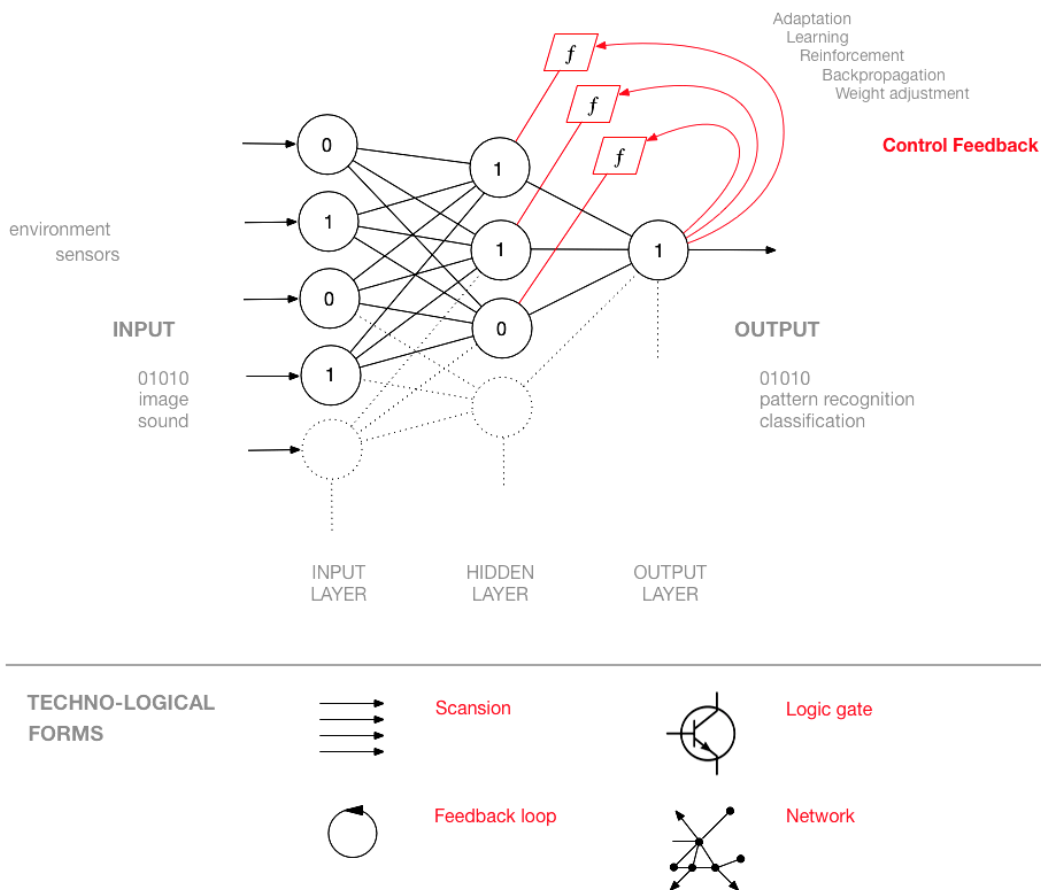 Adaptation
Learning
Reinforcement
Backpropagation
Weight adjustment
Control Feedback
f
f
f
0
1
0
1
1
1
0
1
environment
sensors
INPUT
01010
image
sound
OUTPUT
01010
pattern recognition
classification
INPUT
LAYER
HIDDEN
LAYER
OUTPUT
LAYER
TECHNO-LOGICAL
FORMS
Scansion
Logic gate
Feedback loop
Network